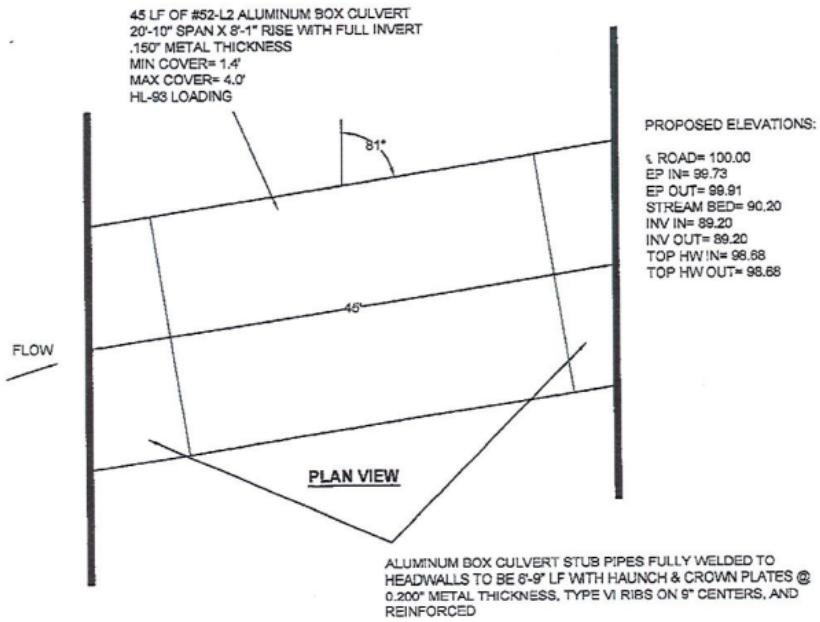 45 LF OF #52-L2 ALUMINUM BOX CULVERT
20'-10" SPAN X 8'-1" RISE WITH FULL INVERT
.150" METAL THICKNESS
MIN COVER= 1.4'
MAX COVER= 4.0'
HL-93 LOADING
81°
PROPOSED ELEVATIONS:
℄ ROAD= 100.00
EP IN= 99.73
EP OUT= 99.91
STREAM BED= 90.20
INV IN= 89.20
INV OUT= 89.20
TOP HW IN= 98.68
TOP HW OUT= 98.68
45'
FLOW
PLAN VIEW
ALUMINUM BOX CULVERT STUB PIPES FULLY WELDED TO
HEADWALLS TO BE 6'-9" LF WITH HAUNCH & CROWN PLATES @
0.200" METAL THICKNESS, TYPE VI RIBS ON 9" CENTERS, AND
REINFORCED